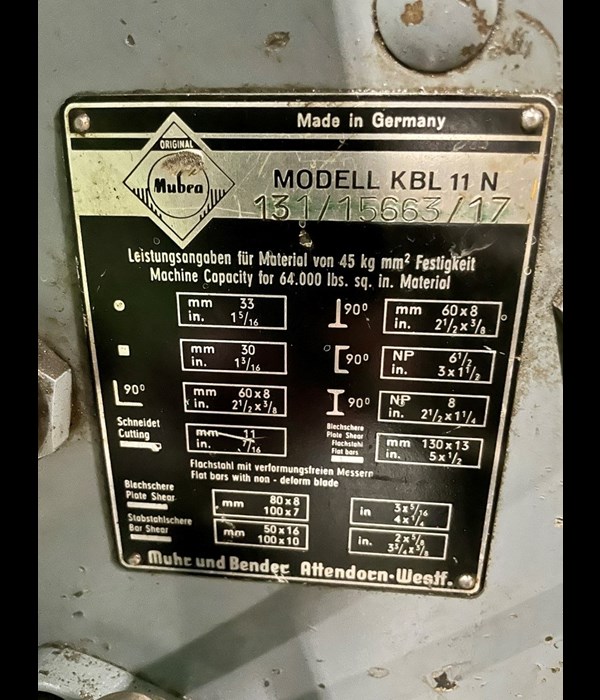 Made in Germany
ORIGINAL
Mubea
MODELL KBL 11 N
131/15663/17
Leistungsangaben für Material von 45 kg mm² Festigkeit
Machine Capacity for 64.000 lbs. sq. in. Material
mm 33
in. 1 5/16
90° mm 60x8
in. 2 1/2 x 3/8
mm 30
in. 1 3/16
90° NP 6 1/2
in. 3x1 1/2
90° mm 60x8
in. 2 1/2 x 3/8
90° NP 8
in. 2 1/2 x 1 1/4
Schneidet
Cutting
mm 11
in. 7/16
Blechschere
Plate Shear
Flachstahl
Flat bars
mm 130x13
in. 5x1/2
Flachstahl mit verformungsfreien Messern
Flat bars with non - deform blade
Blechschere
Plate Shear
mm 80x8
100x7
in 3x5/16
4x1/4
Stabstahlschere
Bar Shear
mm 50x16
100x10
in. 2x5/8
3 3/4 x 3/8
Muhr und Bender Attendorn-Westf.